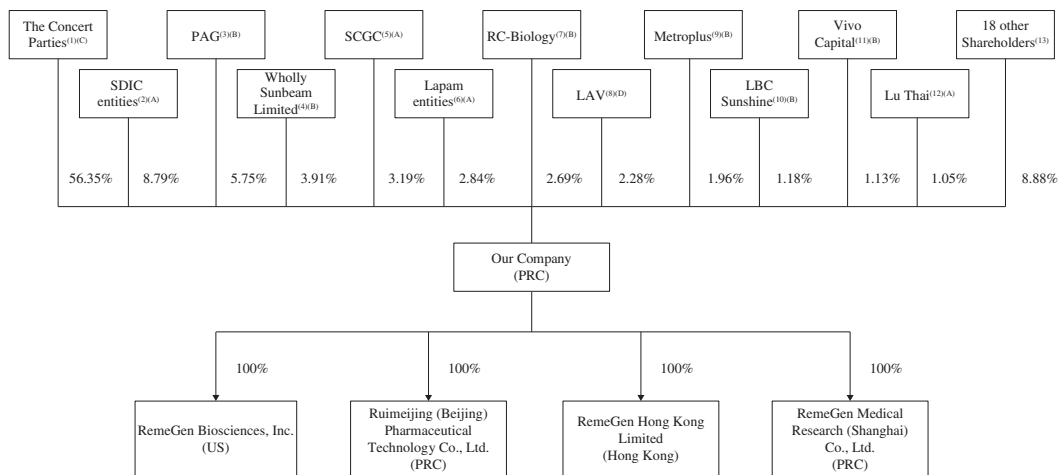 The Concert
Parties(1)(C)
PAG(3)(B)
SCGC(5)(A)
RC-Biology(7)(B)
Metroplus(9)(B)
Vivo
Capital(11)(B)
18 other
Shareholders(13)
SDIC
entities(2)(A)
Wholly
Sunbeam
Limited(4)(B)
Lapam
entities(6)(A)
LAV(8)(D)
LBC
Sunshine(10)(B)
Lu Thai(12)(A)
56.35%
8.79%
5.75%
3.91%
3.19%
2.84%
2.69%
2.28%
1.96%
1.18%
1.13%
1.05%
8.88%
Our Company
(PRC)
100%
100%
100%
100%
RemeGen Biosciences, Inc.
(US)
Ruimeijing (Beijing)
Pharmaceutical
Technology Co., Ltd.
(PRC)
RemeGen Hong Kong
Limited
(Hong Kong)
RemeGen Medical
Research (Shanghai)
Co., Ltd.
(PRC)